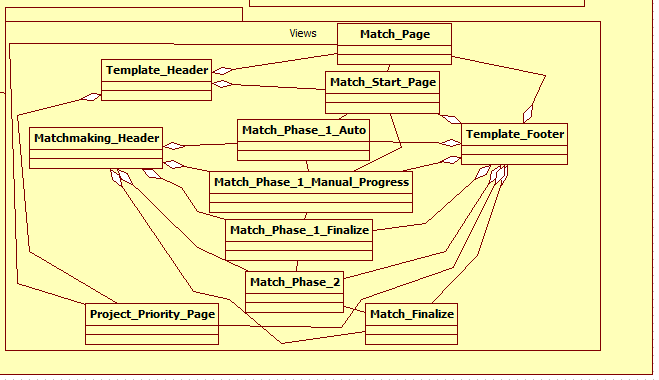 Views
Match_Page
Template_Header
Match_Start_Page
Match_Phase_1_Auto
Template_Footer
Matchmaking_Header
Match_Phase_1_Manual_Progress
Match_Phase_1_Finalize
Match_Phase_2
Project_Priority_Page
Match_Finalize